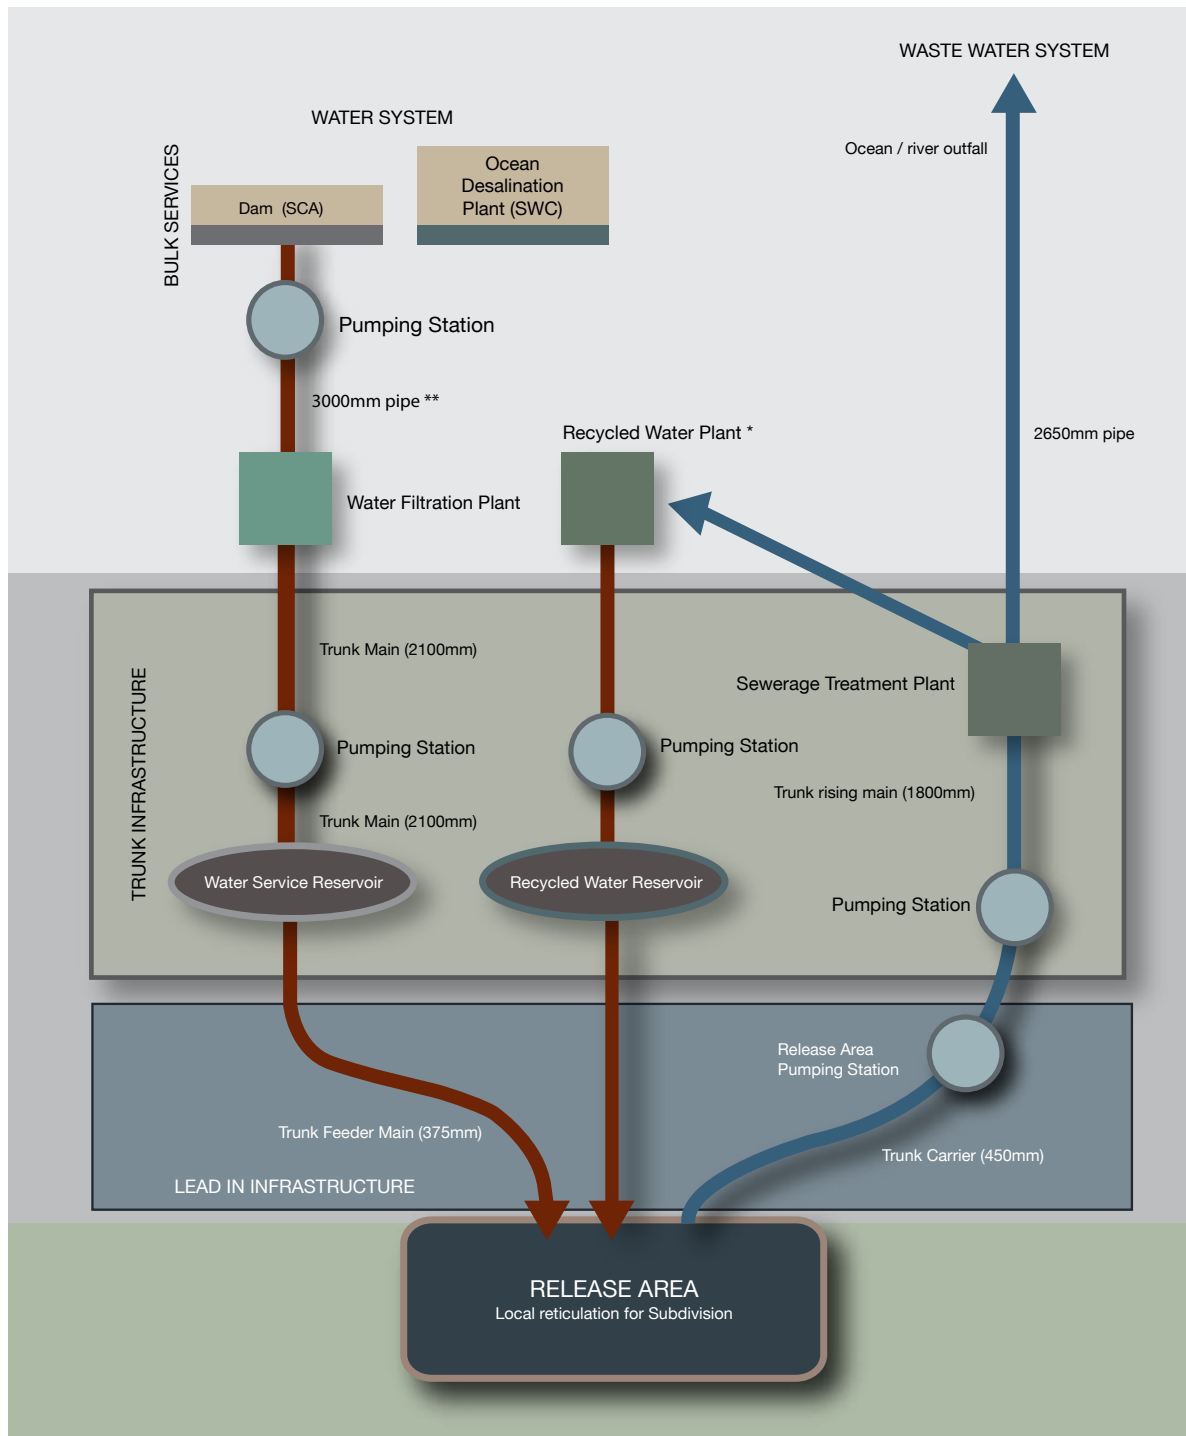 WASTE WATER SYSTEM
WATER SYSTEM
Ocean / river outfall
BULK SERVICES
Ocean
Desalination
Plant (SWC)
Dam (SCA)
Pumping Station
3000mm pipe **
Recycled Water Plant *
2650mm pipe
Water Filtration Plant
TRUNK INFRASTRUCTURE
Trunk Main (2100mm)
Sewerage Treatment Plant
Pumping Station
Pumping Station
Trunk rising main (1800mm)
Trunk Main (2100mm)
Water Service Reservoir
Recycled Water Reservoir
Pumping Station
Release Area
Pumping Station
Trunk Feeder Main (375mm)
Trunk Carrier (450mm)
LEAD IN INFRASTRUCTURE
RELEASE AREA
Local reticulation for Subdivision